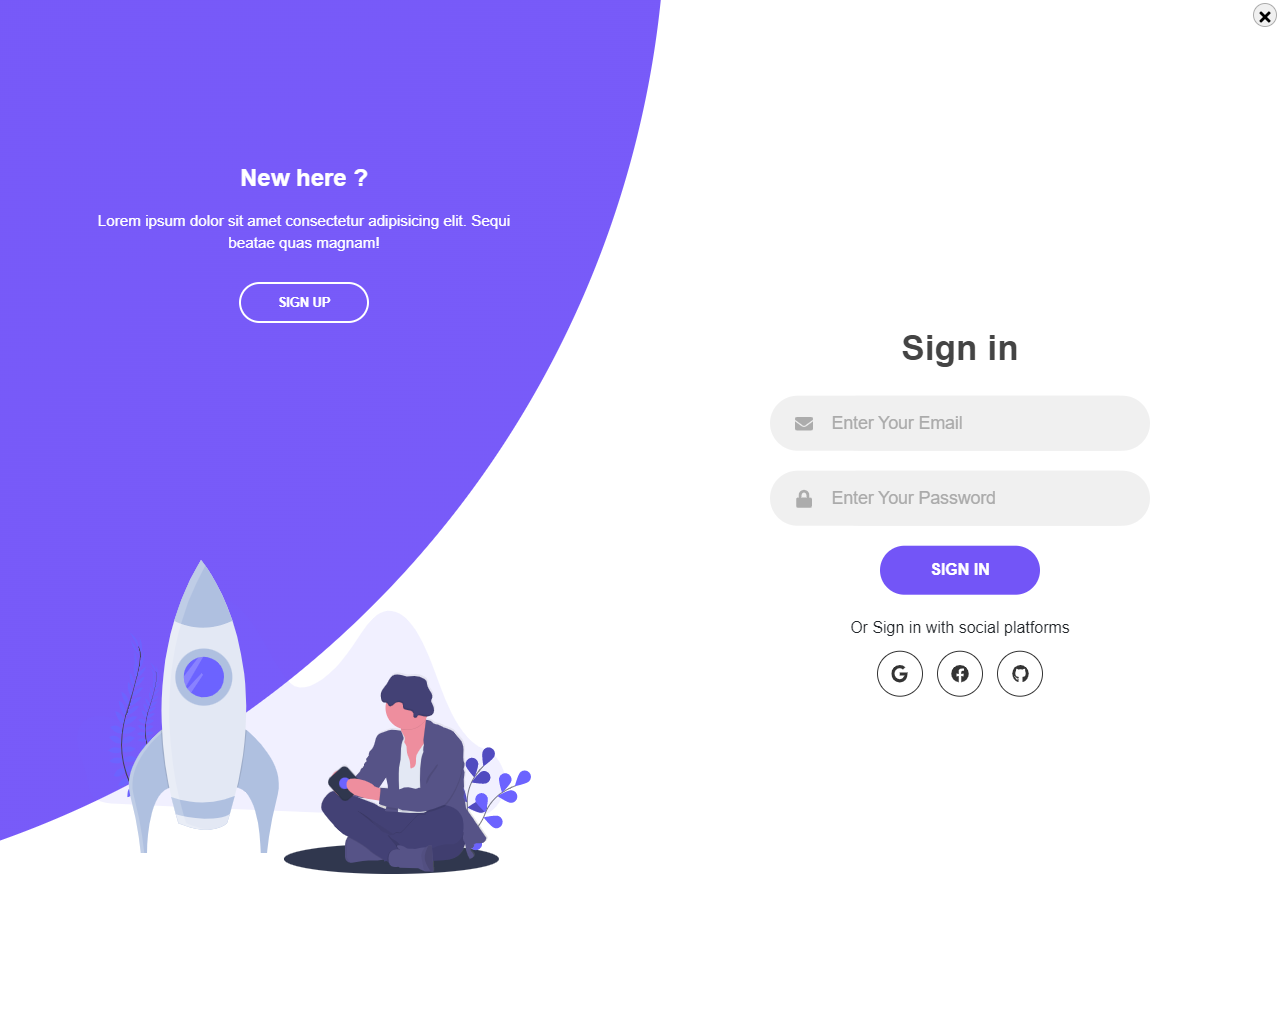 New here ?
Lorem ipsum dolor sit amet consectetur adipisicing elit. Sequi
beatae quas magnam!
SIGN UP
Sign in
Enter Your Email
Enter Your Password
SIGN IN
Or Sign in with social platforms